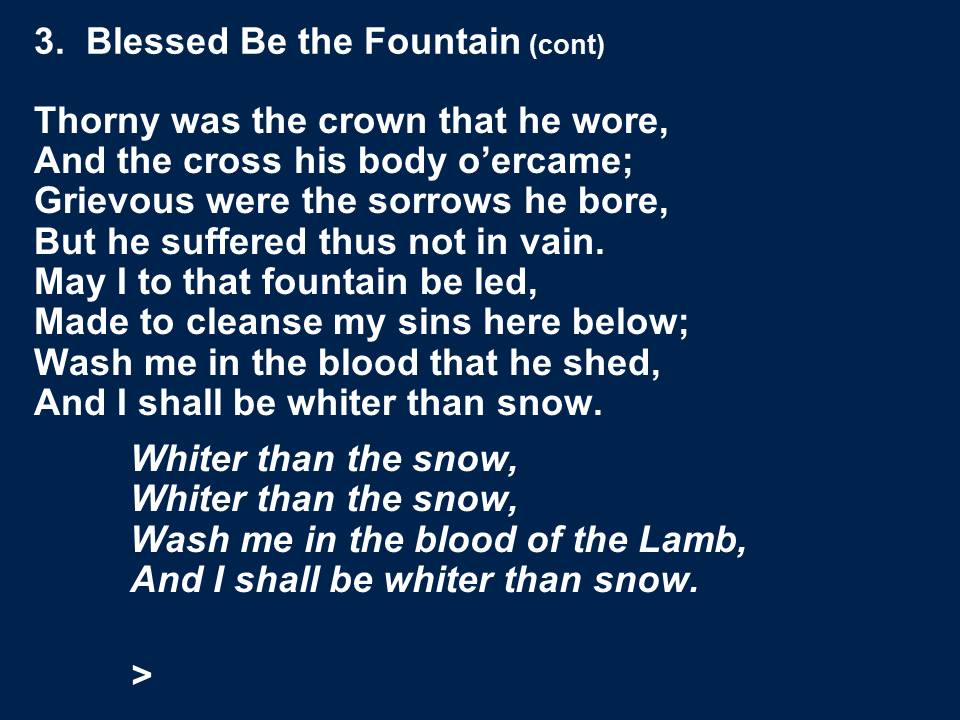 3. Blessed Be the Fountain (cont)
Thorny was the crown that he wore,
And the cross his body o’ercame;
Grievous were the sorrows he bore,
But he suffered thus not in vain.
May I to that fountain be led,
Made to cleanse my sins here below;
Wash me in the blood that he shed,
And I shall be whiter than snow.
Whiter than the snow,
Whiter than the snow,
Wash me in the blood of the Lamb,
And I shall be whiter than snow.
>